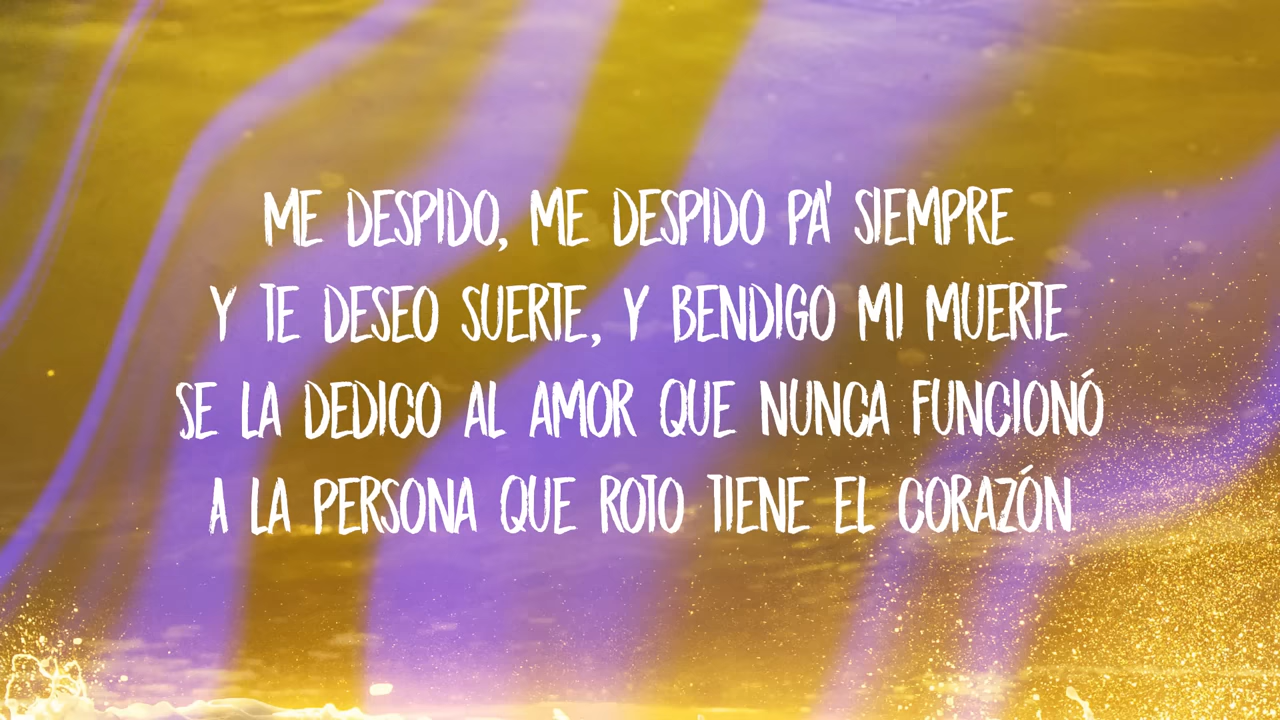 ME DESPIDO, ME DESPIDO PA' SIEMPRE
Y TE DESEO SUERTE, Y BENDIGO MI MUERTE
SE LA DEDICO AL AMOR QUE NUNCA FUNCIONÓ
A LA PERSONA QUE ROTO TIENE EL CORAZÓN